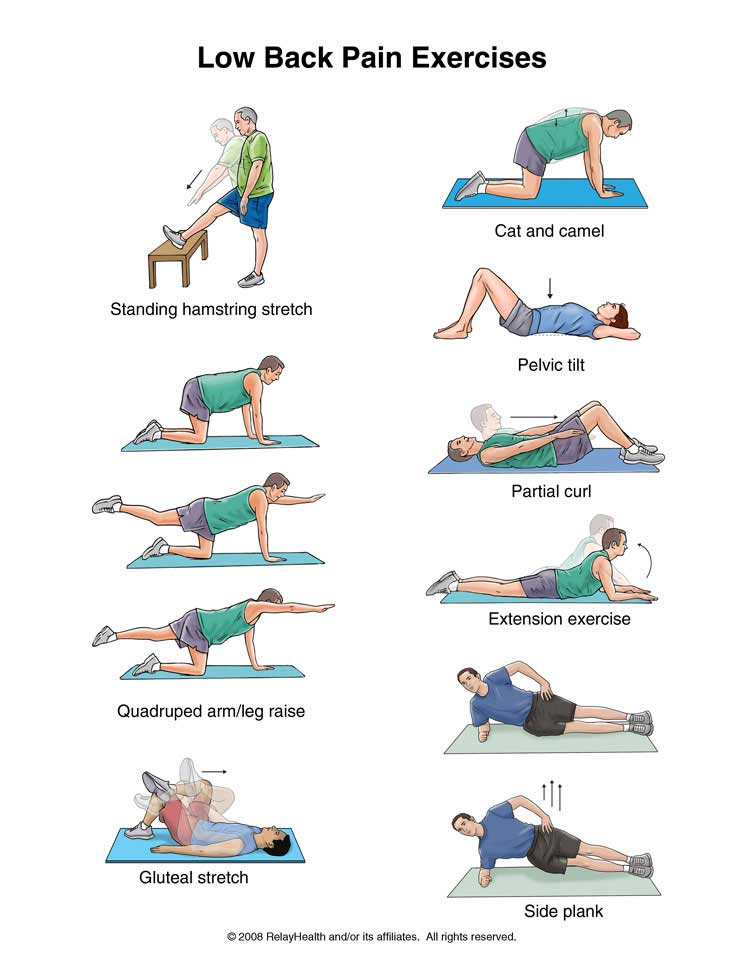 Low Back Pain Exercises
Standing hamstring stretch
Quadruped arm/leg raise
Gluteal stretch
Cat and camel
Pelvic tilt
Partial curl
Extension exercise
Side plank
© 2008 RelayHealth and/or its affiliates. All rights reserved.